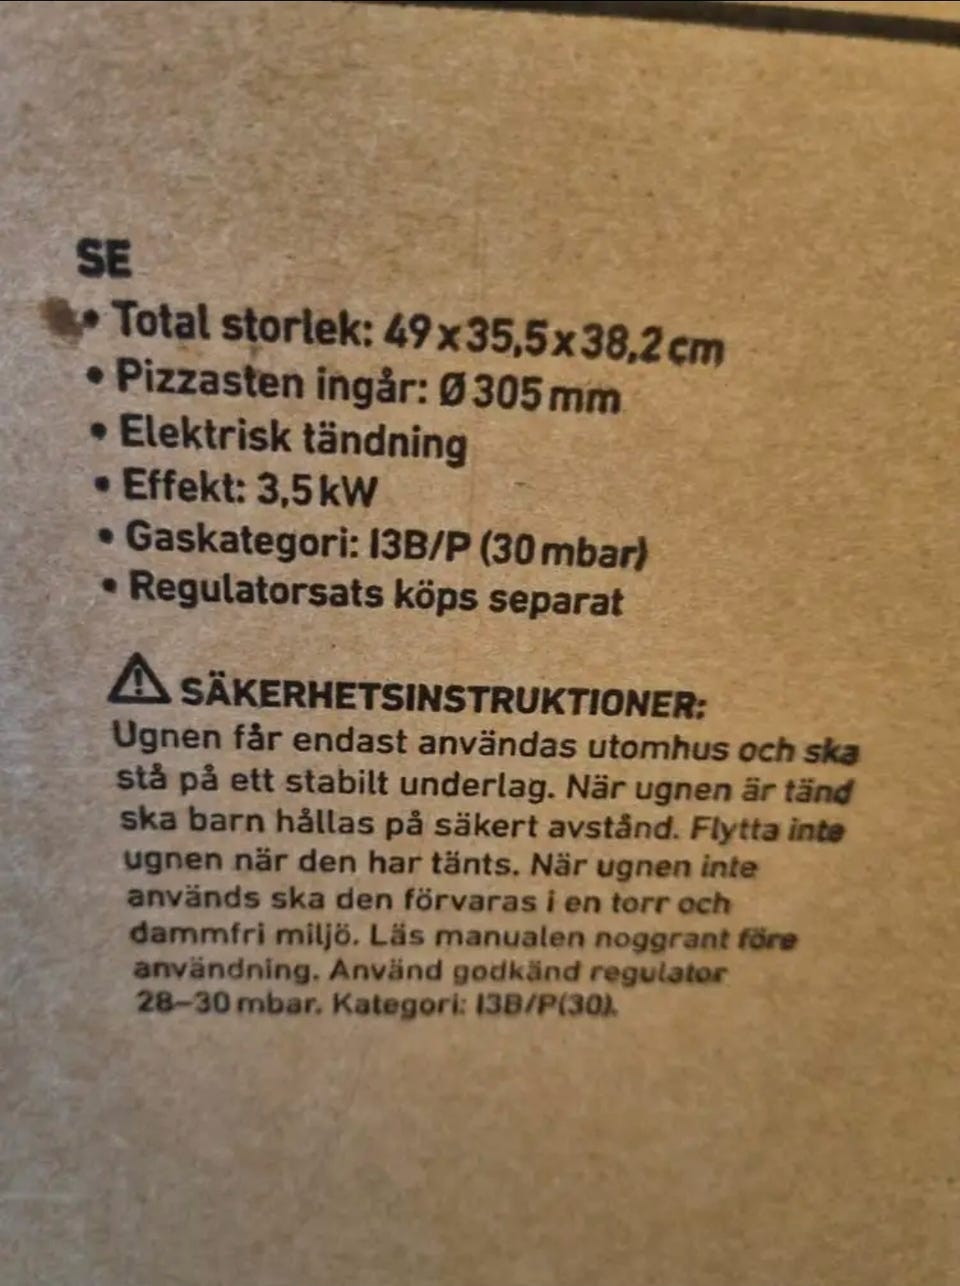 SE
• Total storlek: 49 x 35,5 x 38,2 cm
• Pizzasten ingår: Ø 305 mm
• Elektrisk tändning
• Effekt: 3,5 kW
• Gaskategori: I3B/P (30 mbar)
• Regulatorsats köps separat
SÄKERHETSINSTRUKTIONER:
Ugnen får endast användas utomhus och ska
stå på ett stabilt underlag. När ugnen är tänd
ska barn hållas på säkert avstånd. Flytta inte
ugnen när den har tänts. När ugnen inte
används ska den förvaras i en torr och
dammfri miljö. Läs manualen noggrant före
användning. Använd godkänd regulator
28–30 mbar. Kategori: I3B/P(30).